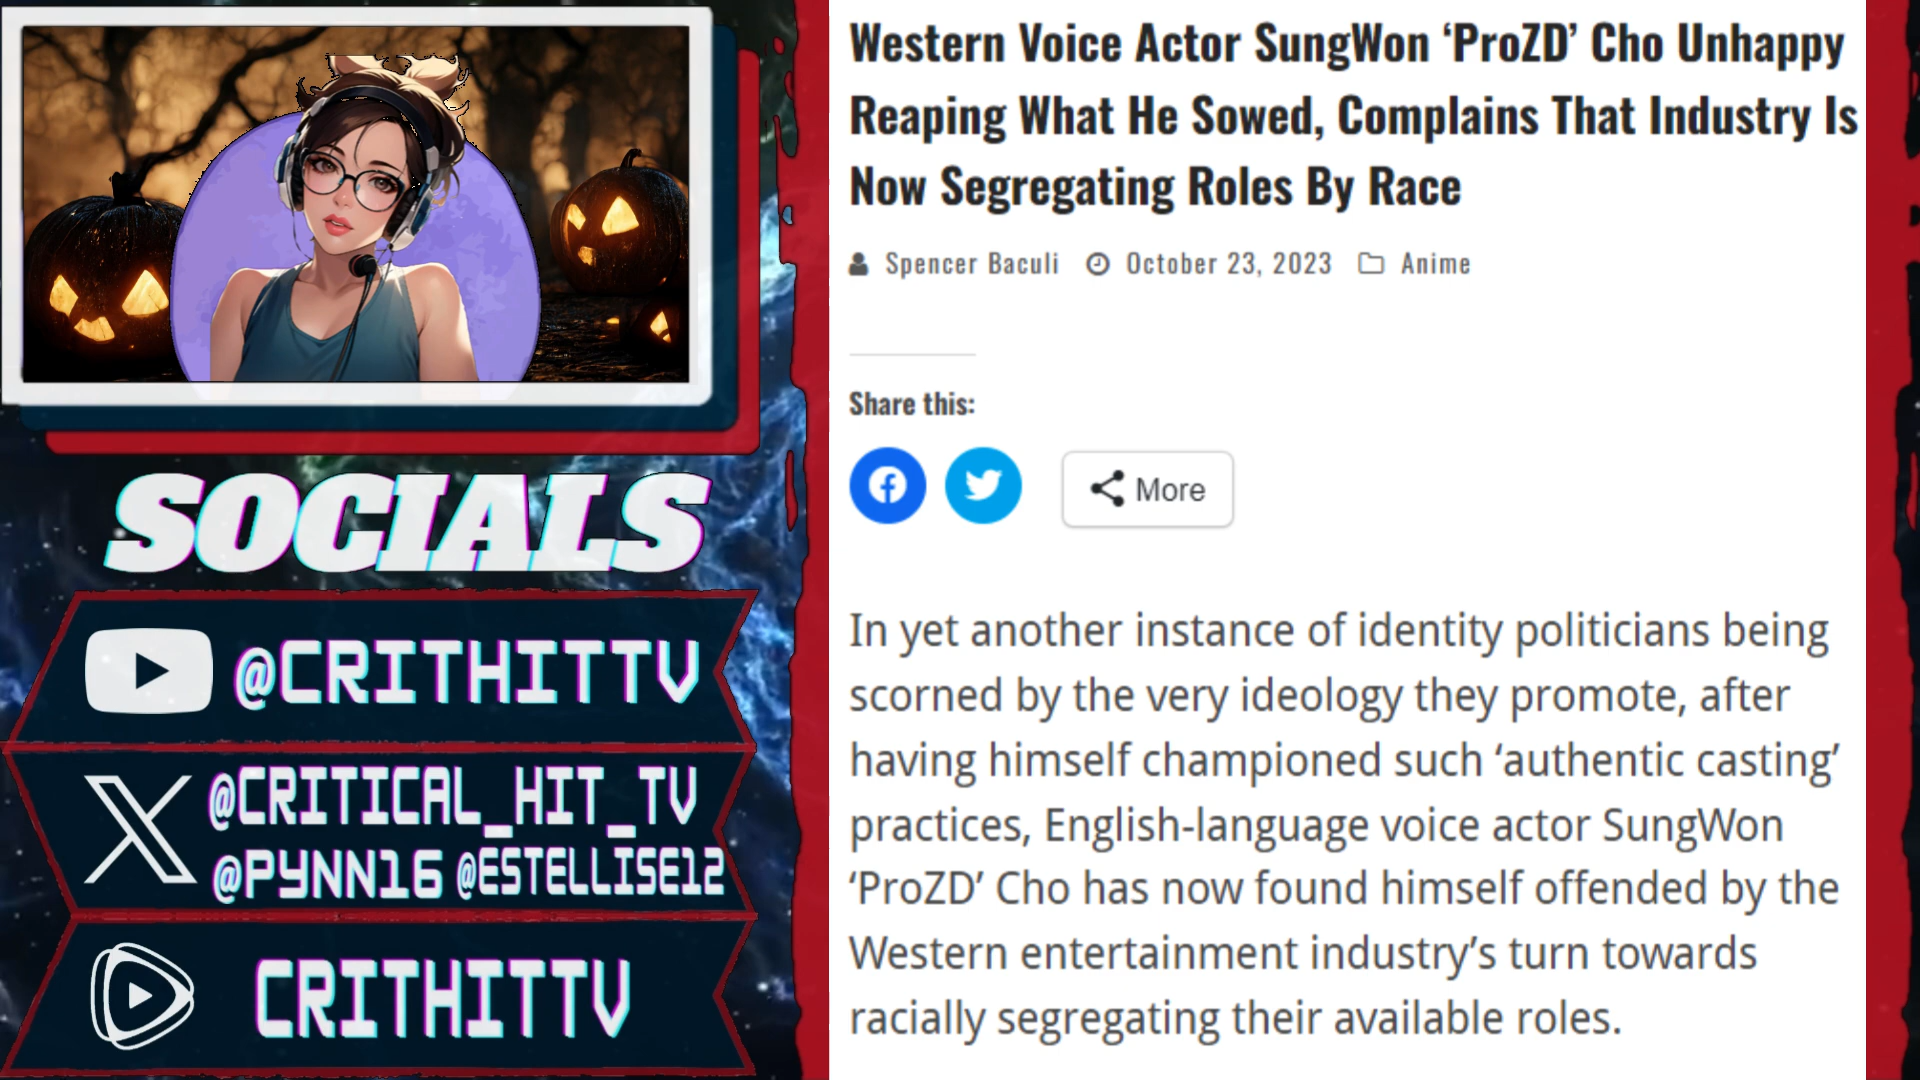 SOCIALS
@CRITHITTV
@CRITICAL_HIT_TV
@PYNN16 @ESTELLISE12
CRITHITTV
Western Voice Actor SungWon ‘ProZD’ Cho Unhappy
Reaping What He Sowed, Complains That Industry Is
Now Segregating Roles By Race
Spencer Baculi October 23, 2023 Anime
Share this:
More
In yet another instance of identity politicians being
scorned by the very ideology they promote, after
having himself championed such ‘authentic casting’
practices, English-language voice actor SungWon
‘ProZD’ Cho has now found himself offended by the
Western entertainment industry’s turn towards
racially segregating their available roles.